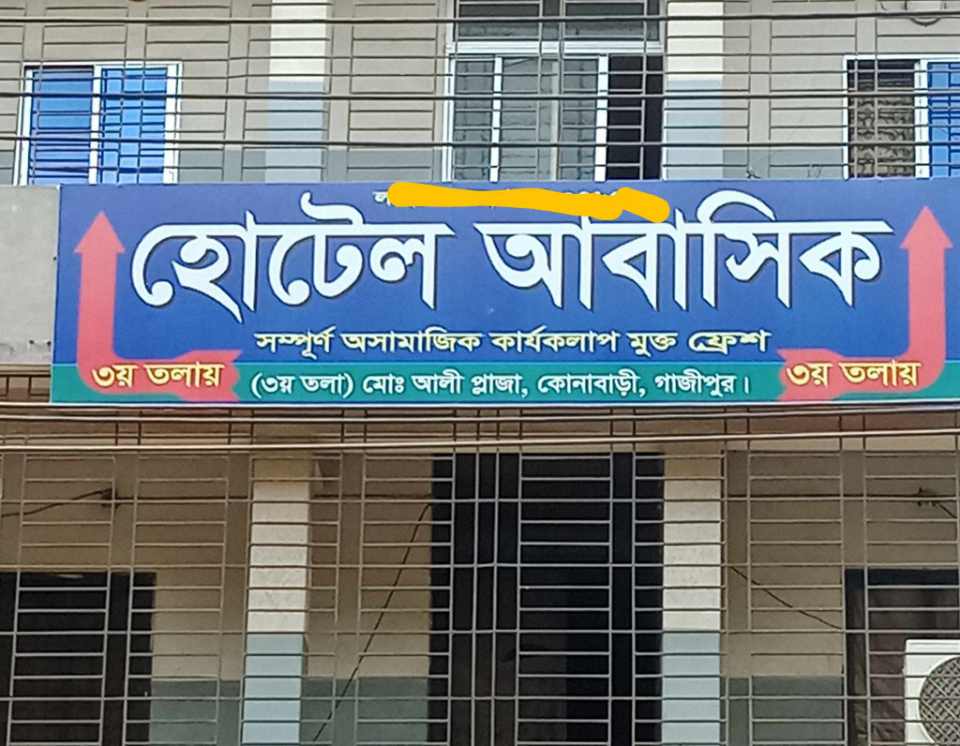 হোটেল আবাসিক
সম্পূর্ণ অসামাজিক কার্যকলাপ মুক্ত ফ্রেশ
৩য় তলায়
(৩য় তলা) মোঃ আলী প্লাজা, কোনাবাড়ী, গাজীপুর।
৩য় তলায়